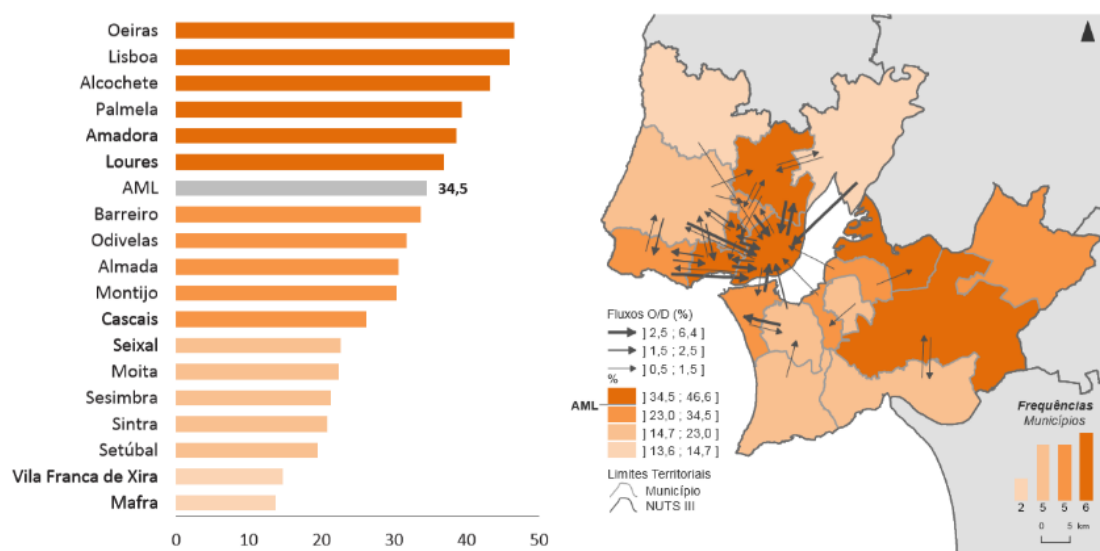 Oeiras
Lisboa
Alcochete
Palmela
Amadora
Loures
AML 34,5
Barreiro
Odivelas
Almada
Montijo
Cascais
Seixal
Moita
Sesimbra
Sintra
Setúbal
Vila Franca de Xira
Mafra
0 10 20 30 40 50
Fluxos O/D (%)
] 2,5 ; 6,4 ]
] 1,5 ; 2,5 ]
] 0,5 ; 1,5 ]
%
] 34,5 ; 46,6 ]
AML
] 23,0 ; 34,5 ]
] 14,7 ; 23,0 ]
] 13,6 ; 14,7 ]
Limites Territoriais
Município
NUTS III
Frequências
Municípios
2 5 5 6
0 5 km